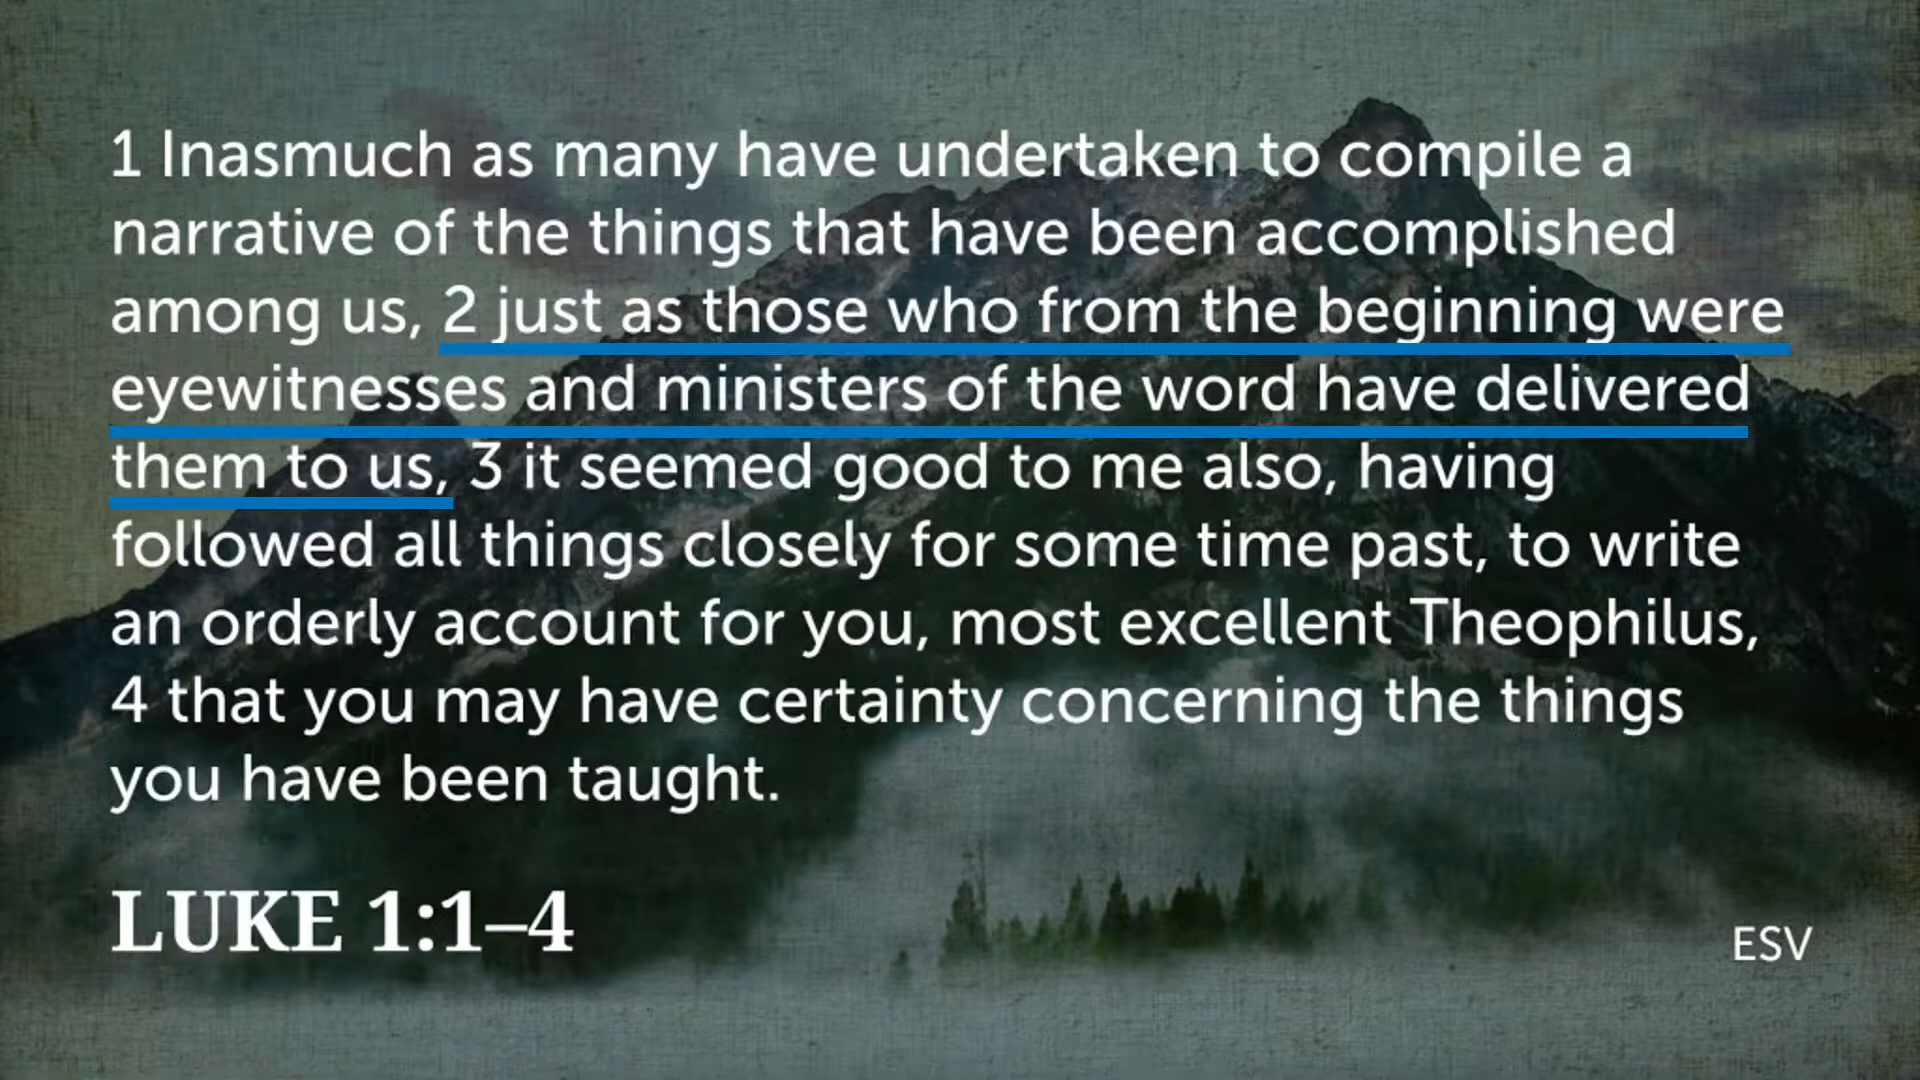 1 Inasmuch as many have undertaken to compile a
narrative of the things that have been accomplished
among us, 2 just as those who from the beginning were
eyewitnesses and ministers of the word have delivered
them to us, 3 it seemed good to me also, having
followed all things closely for some time past, to write
an orderly account for you, most excellent Theophilus,
4 that you may have certainty concerning the things
you have been taught.
LUKE 1:1–4
ESV